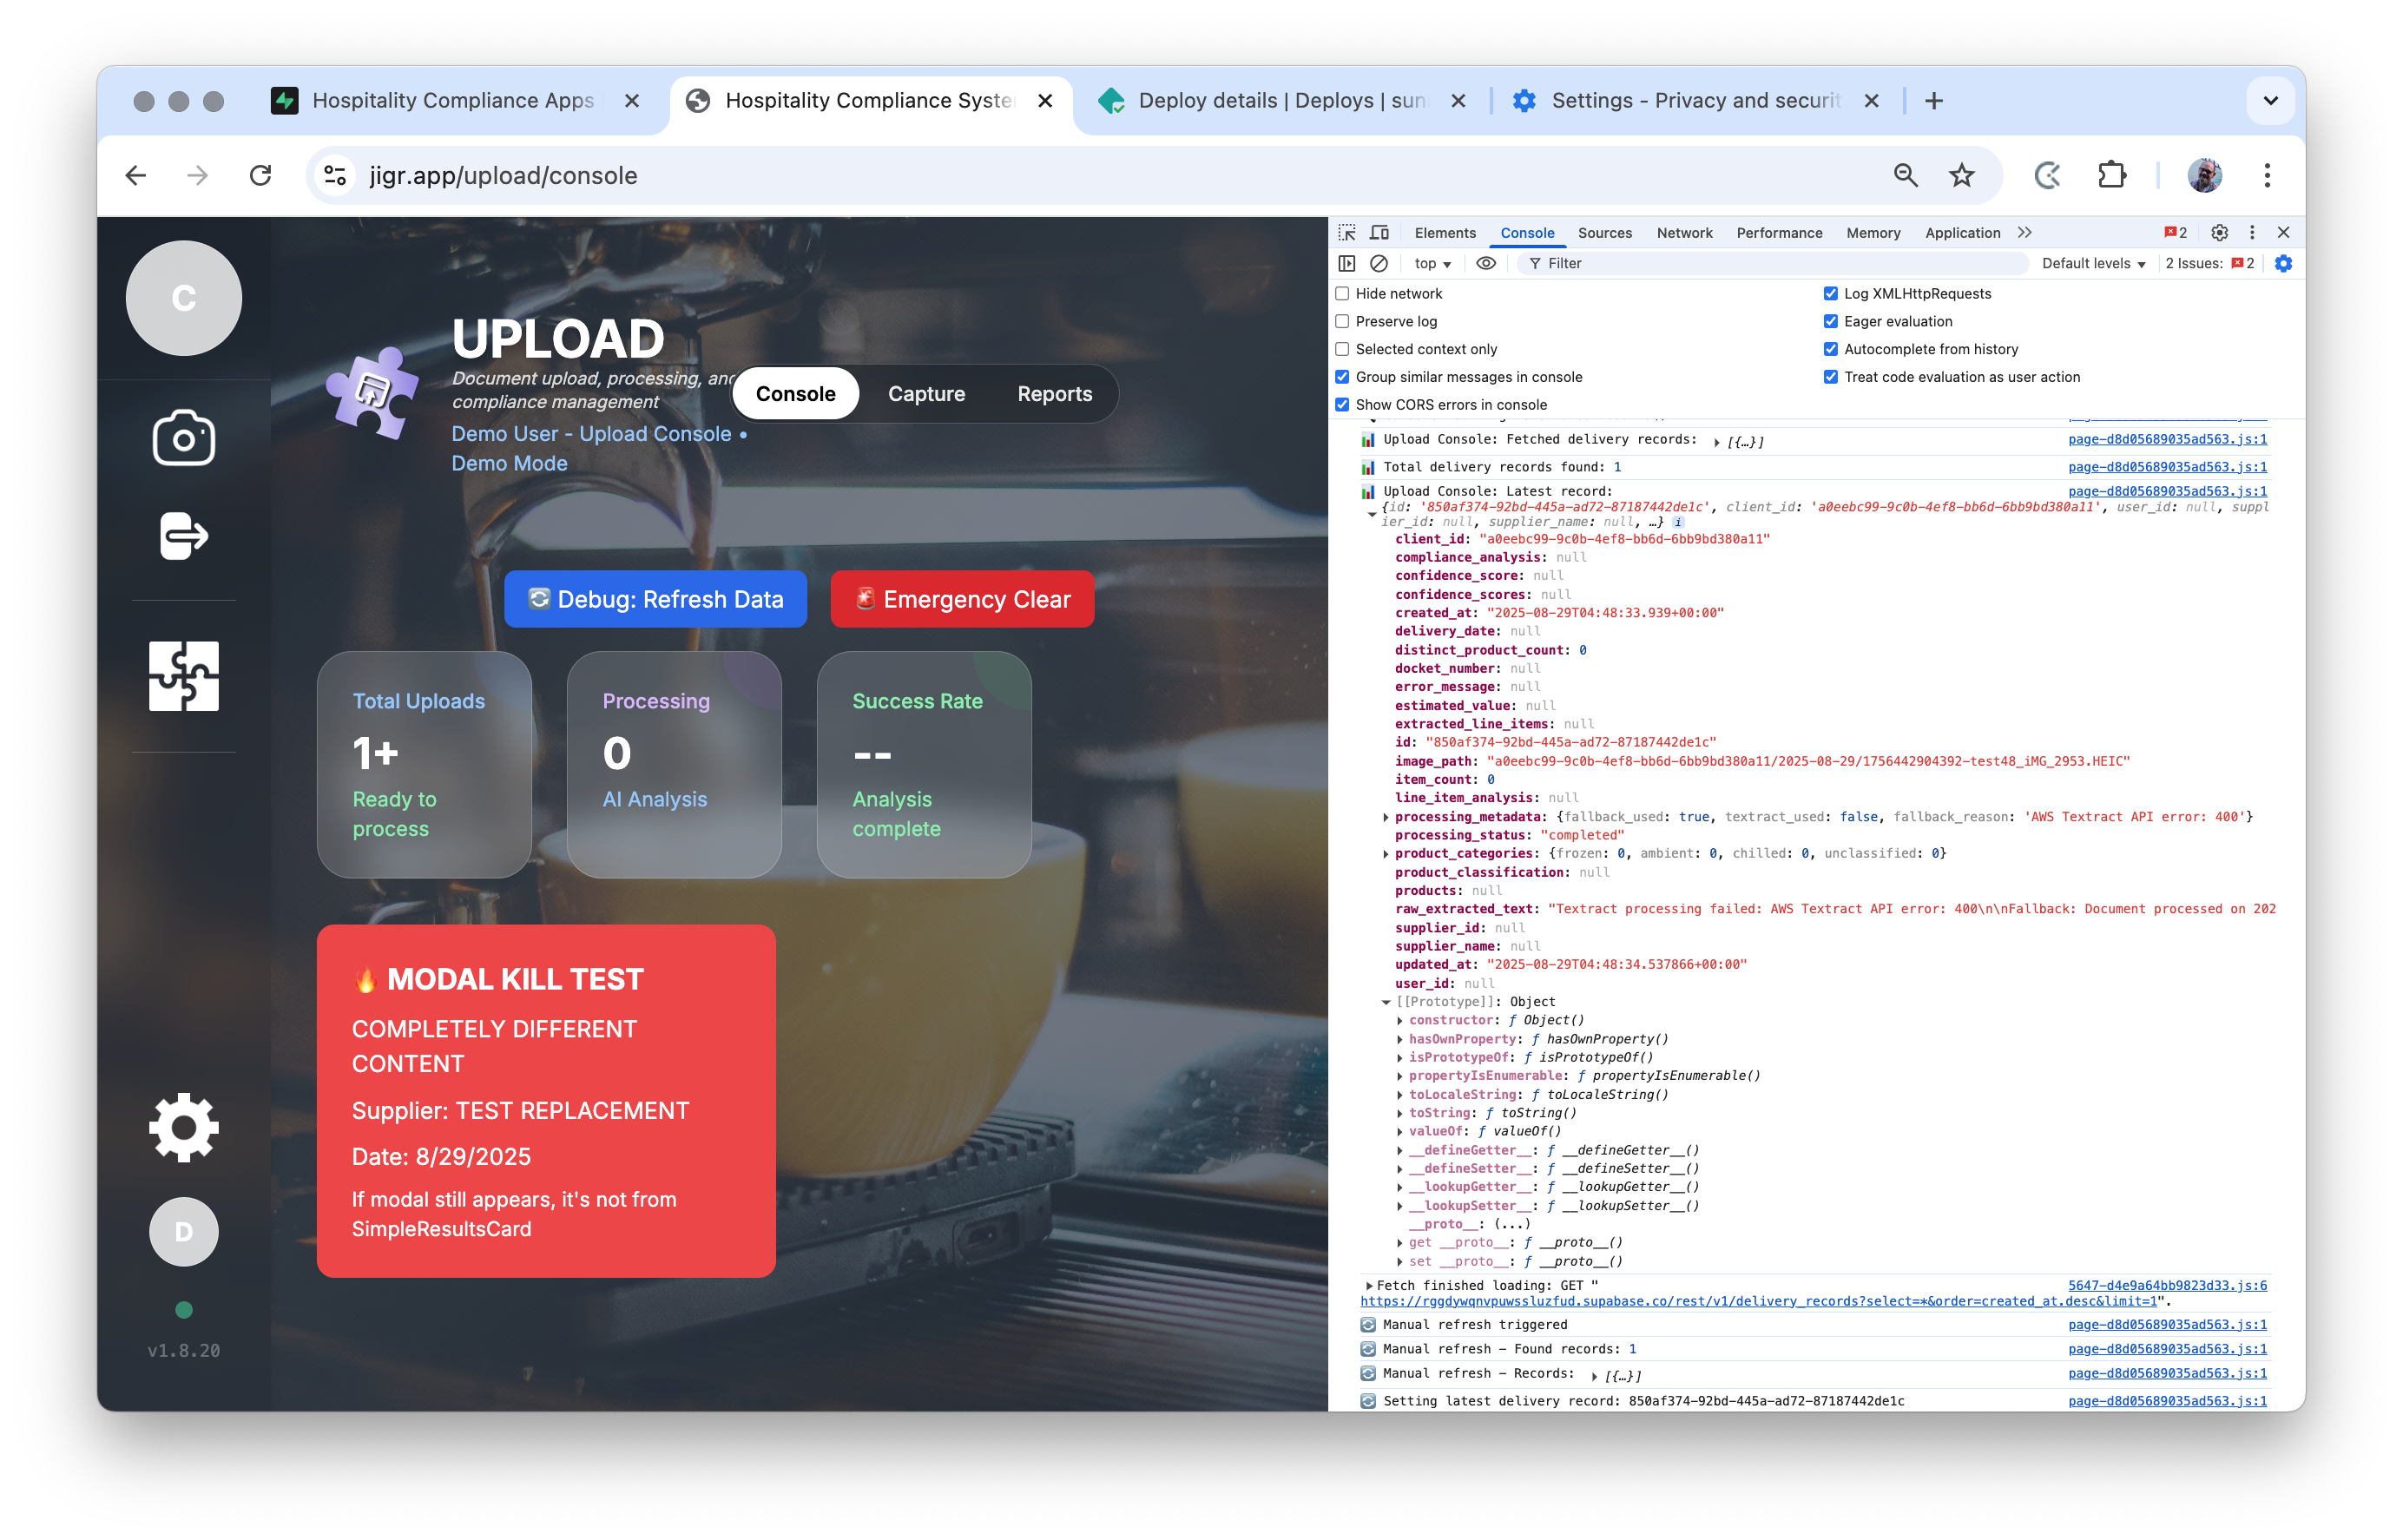 Hospitality Compliance Apps
Hospitality Compliance Syste
Deploy details | Deploys | sun
Settings - Privacy and securit
jigr.app/upload/console
C
UPLOAD
Document upload, processing, and
compliance management
Demo User - Upload Console •
Demo Mode
Console
Capture
Reports
Debug: Refresh Data
Emergency Clear
Total Uploads
1+
Ready to
process
Processing
0
AI Analysis
Success Rate
--
Analysis
complete
🔥 MODAL KILL TEST
COMPLETELY DIFFERENT
CONTENT
Supplier: TEST REPLACEMENT
Date: 8/29/2025
If modal still appears, it's not from
SimpleResultsCard
D
v1.8.20
Elements Console Sources Network Performance Memory Application 2
top Filter Default levels 2 Issues: 2
Hide network Log XMLHttpRequests
Preserve log Eager evaluation
Selected context only Autocomplete from history
Group similar messages in console Treat code evaluation as user action
Show CORS errors in console
Upload Console: Fetched delivery records: [{…}] page-d8d05689035ad563.js:1
Total delivery records found: 1 page-d8d05689035ad563.js:1
Upload Console: Latest record: page-d8d05689035ad563.js:1
{id: '850af374-92bd-445a-ad72-87187442de1c', client_id: 'a0eebc99-9c0b-4ef8-bb6d-6bb9bd380a11', user_id: null, suppl
ier_id: null, supplier_name: null, …} i
client_id: "a0eebc99-9c0b-4ef8-bb6d-6bb9bd380a11"
compliance_analysis: null
confidence_score: null
confidence_scores: null
created_at: "2025-08-29T04:48:33.939+00:00"
delivery_date: null
distinct_product_count: 0
docket_number: null
error_message: null
estimated_value: null
extracted_line_items: null
id: "850af374-92bd-445a-ad72-87187442de1c"
image_path: "a0eebc99-9c0b-4ef8-bb6d-6bb9bd380a11/2025-08-29/1756442904392-test48_iMG_2953.HEIC"
item_count: 0
line_item_analysis: null
processing_metadata: {fallback_used: true, textract_used: false, fallback_reason: 'AWS Textract API error: 400'}
processing_status: "completed"
product_categories: {frozen: 0, ambient: 0, chilled: 0, unclassified: 0}
product_classification: null
products: null
raw_extracted_text: "Textract processing failed: AWS Textract API error: 400\n\nFallback: Document processed on 202
supplier_id: null
supplier_name: null
updated_at: "2025-08-29T04:48:34.537866+00:00"
user_id: null
[[Prototype]]: Object
constructor: ƒ Object()
hasOwnProperty: ƒ hasOwnProperty()
isPrototypeOf: ƒ isPrototypeOf()
propertyIsEnumerable: ƒ propertyIsEnumerable()
toLocaleString: ƒ toLocaleString()
toString: ƒ toString()
valueOf: ƒ valueOf()
__defineGetter__: ƒ __defineGetter__()
__defineSetter__: ƒ __defineSetter__()
__lookupGetter__: ƒ __lookupGetter__()
__lookupSetter__: ƒ __lookupSetter__()
__proto__: (...)
get __proto__: ƒ __proto__()
set __proto__: ƒ __proto__()
Fetch finished loading: GET " 5647-d4e9a64bb9823d33.js:6
https://rggdywqnvpuwssluzfud.supabase.co/rest/v1/delivery_records?select=*&order=created_at.desc&limit=1".
Manual refresh triggered page-d8d05689035ad563.js:1
Manual refresh - Found records: 1 page-d8d05689035ad563.js:1
Manual refresh - Records: [{…}] page-d8d05689035ad563.js:1
Setting latest delivery record: 850af374-92bd-445a-ad72-87187442de1c page-d8d05689035ad563.js:1